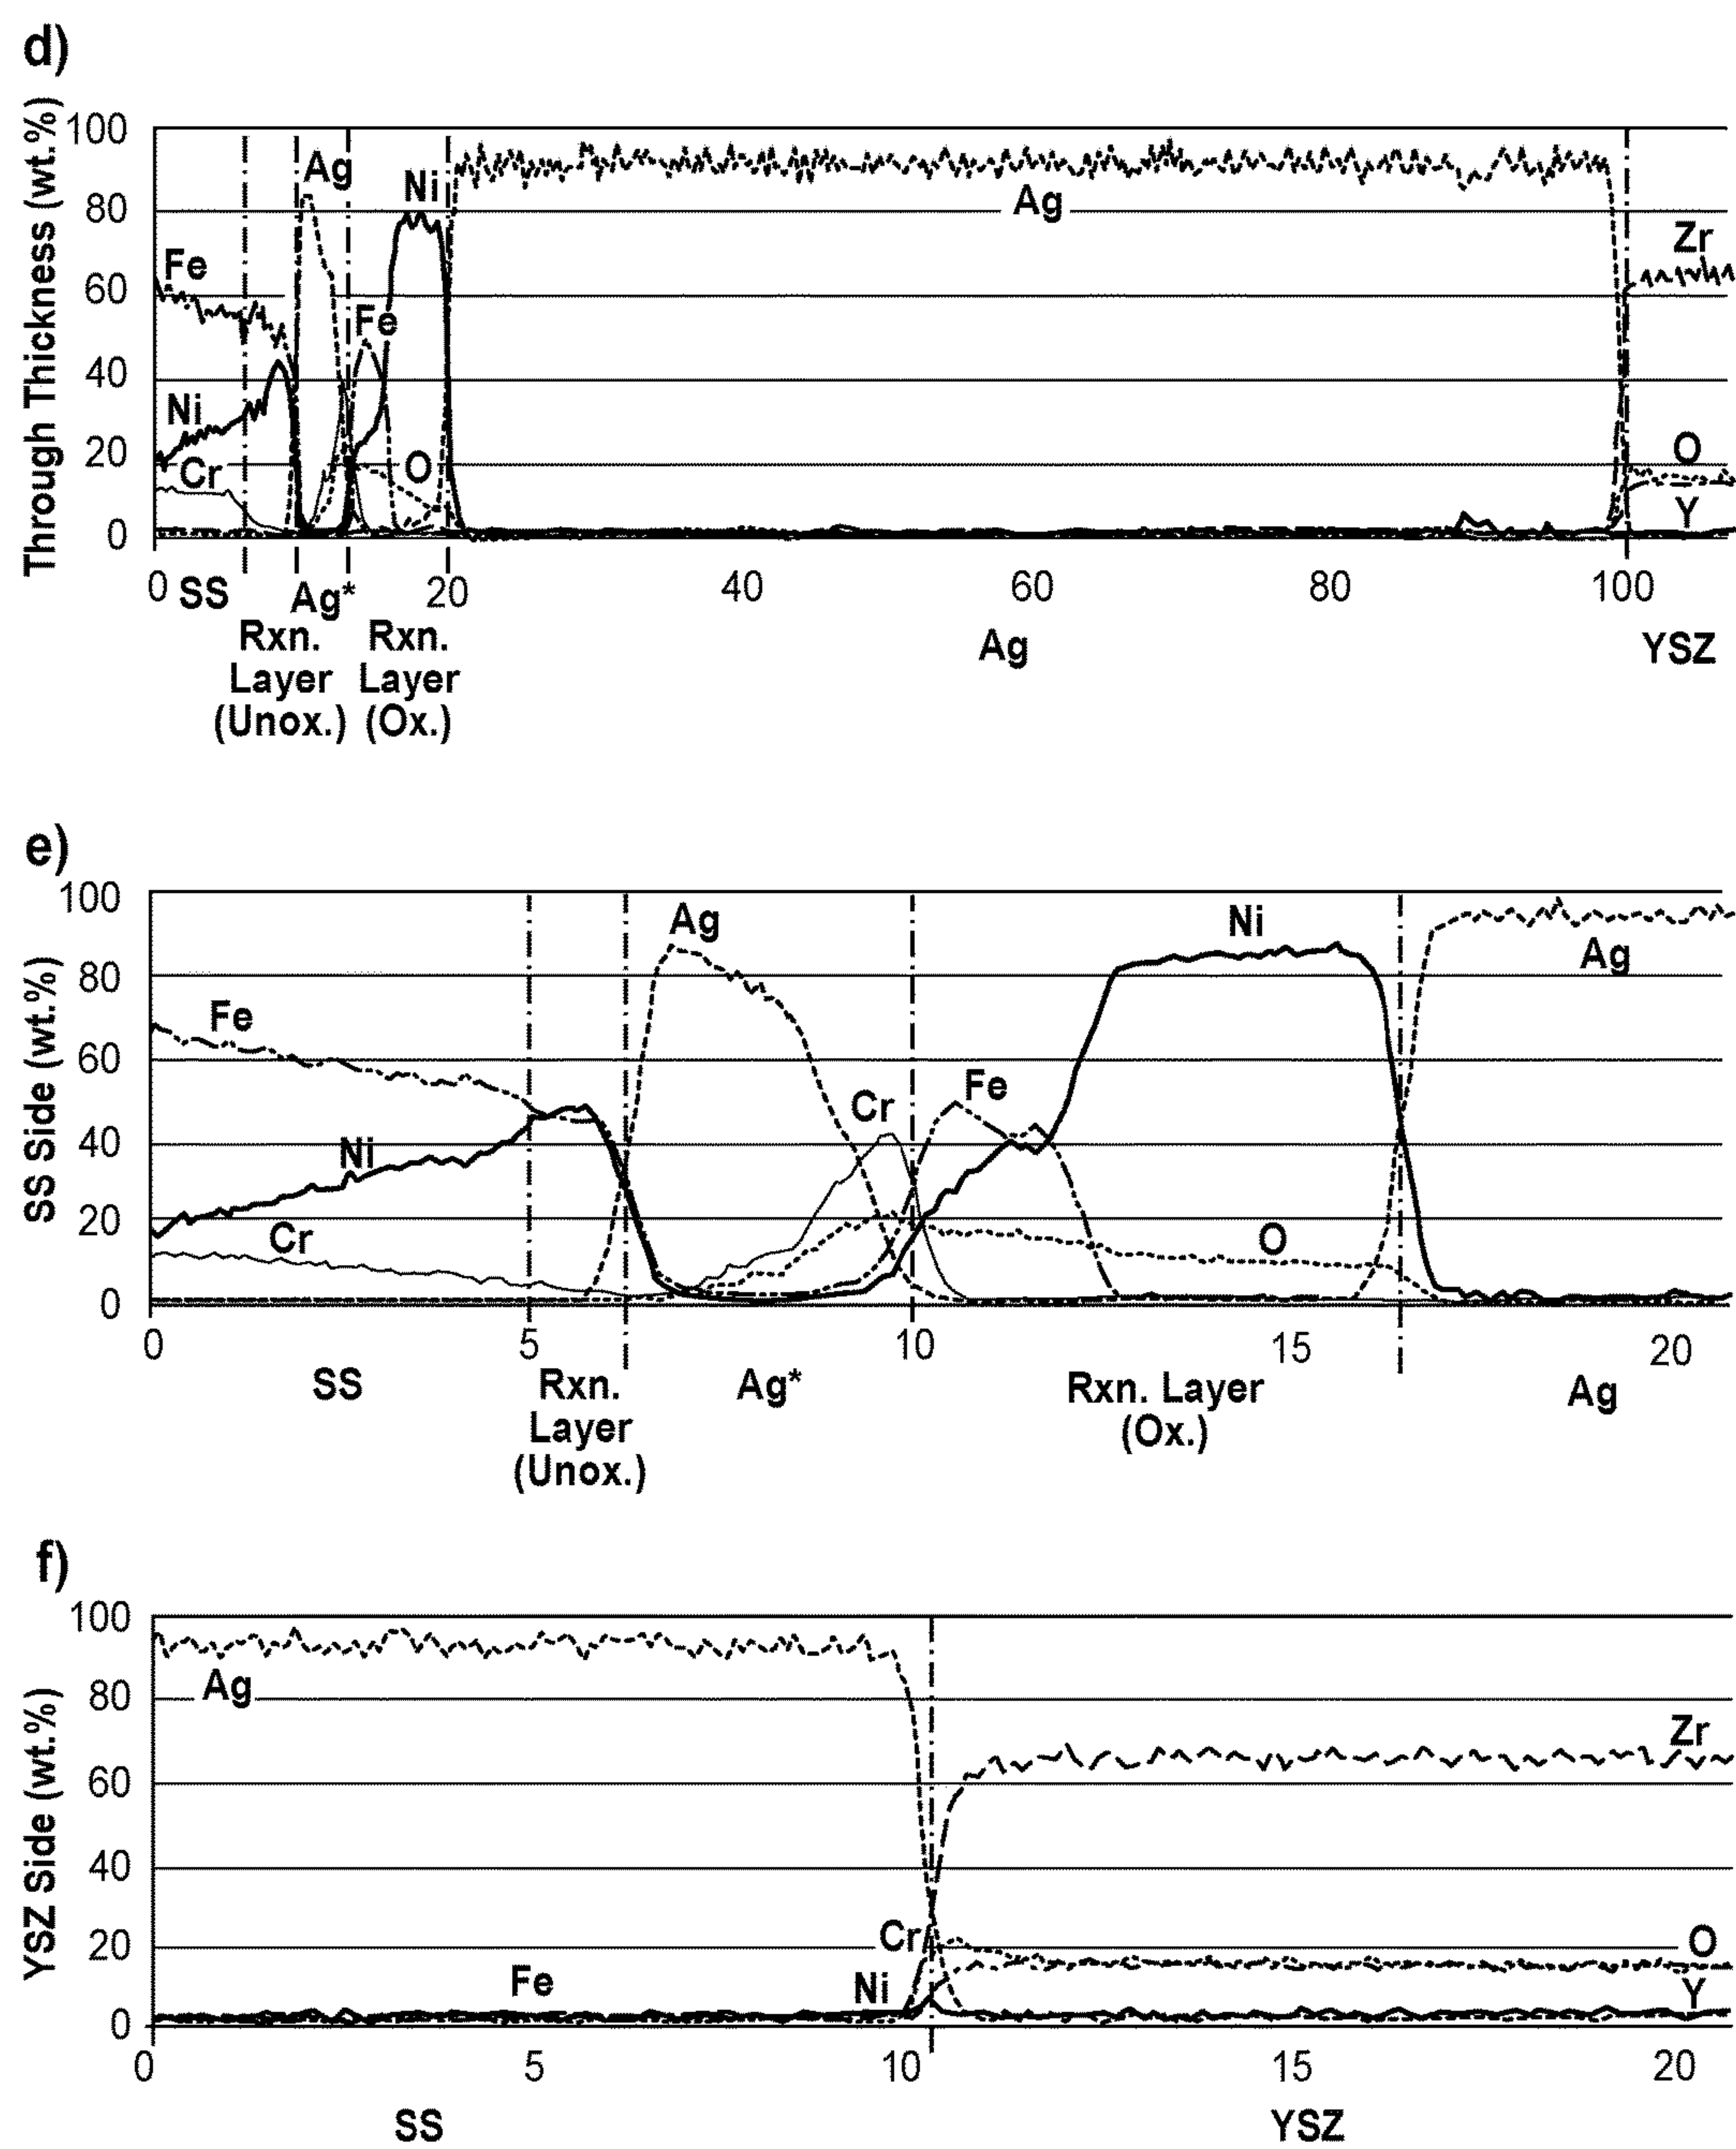 d)
Through Thickness (wt.%)
100
80
60
40
20
0
Fe
Ni
Cr
Ag
Fe
Ni
O
Ag
Zr
O
Y
0 20 40 60 80 100
SS Ag*
Rxn. Layer (Unox.)
Rxn. Layer (Ox.)
Ag
YSZ
e)
SS Side (wt.%)
100
80
60
40
20
0
Fe
Ni
Cr
Ag
Cr
Fe
Ni
O
Ag
0 5 10 15 20
SS
Rxn.
Layer
(Unox.)
Ag*
Rxn. Layer
(Ox.)
Ag
f)
YSZ Side (wt.%)
100
80
60
40
20
0
Ag
Fe
Ni
Cr
Zr
O
Y
0 5 10 15 20
SS YSZ